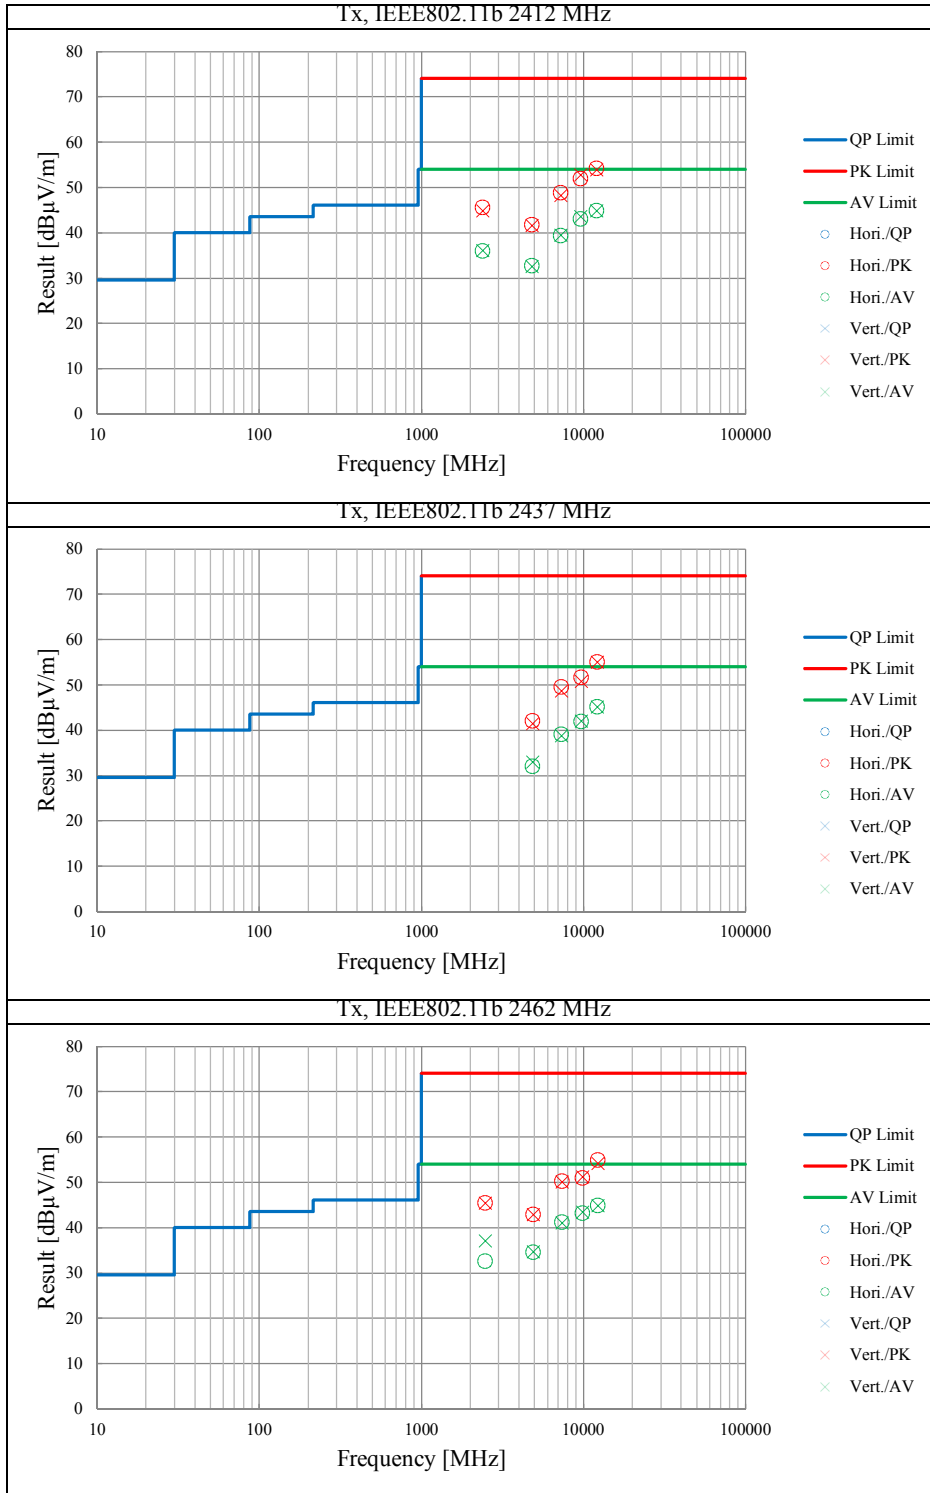 Tx, IEEE802.11b 2412 MHz
80
70
60
50
40
30
20
10
0
Result [dBµV/m]
10 100 1000 10000 100000
Frequency [MHz]
QP Limit
PK Limit
AV Limit
Hori./QP
Hori./PK
Hori./AV
Vert./QP
Vert./PK
Vert./AV
Tx, IEEE802.11b 2437 MHz
80
70
60
50
40
30
20
10
0
Result [dBµV/m]
10 100 1000 10000 100000
Frequency [MHz]
QP Limit
PK Limit
AV Limit
Hori./QP
Hori./PK
Hori./AV
Vert./QP
Vert./PK
Vert./AV
Tx, IEEE802.11b 2462 MHz
80
70
60
50
40
30
20
10
0
Result [dBµV/m]
10 100 1000 10000 100000
Frequency [MHz]
QP Limit
PK Limit
AV Limit
Hori./QP
Hori./PK
Hori./AV
Vert./QP
Vert./PK
Vert./AV